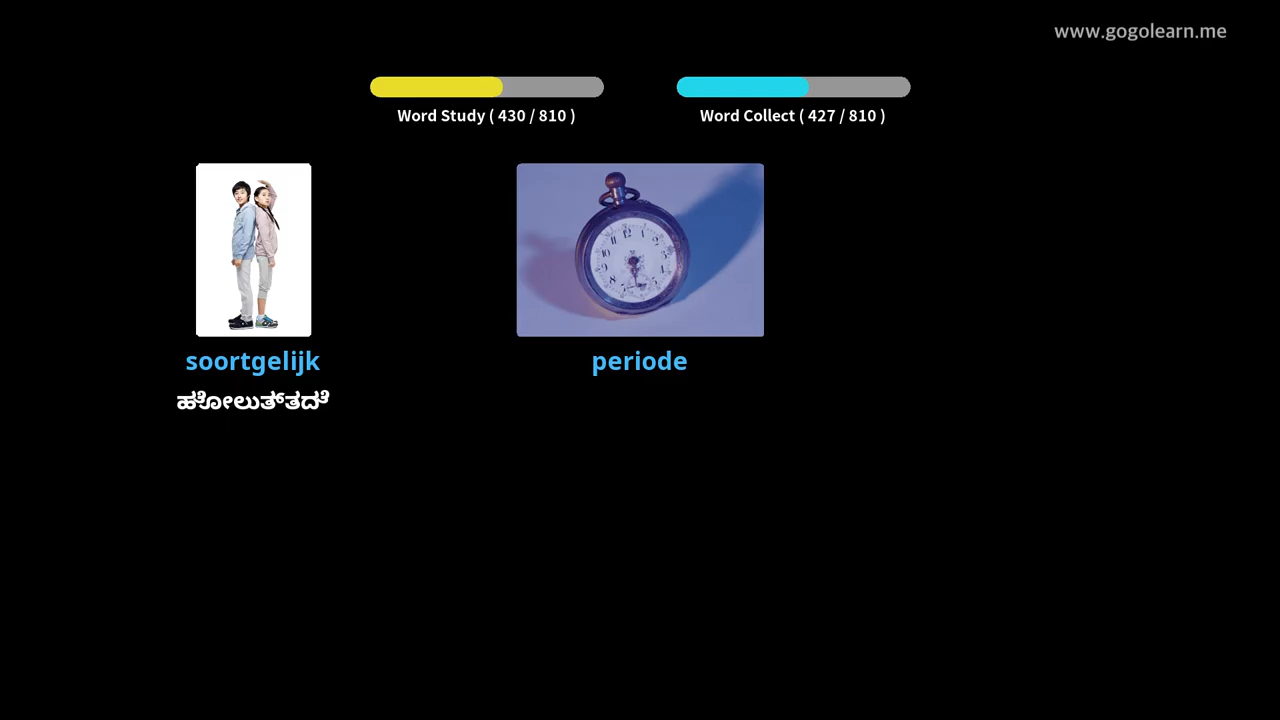 www.gogolearn.me
Word Study ( 430 / 810 )
Word Collect ( 427 / 810 )
soortgelijk
periode
ಹೋಲುತ್ತದೆ